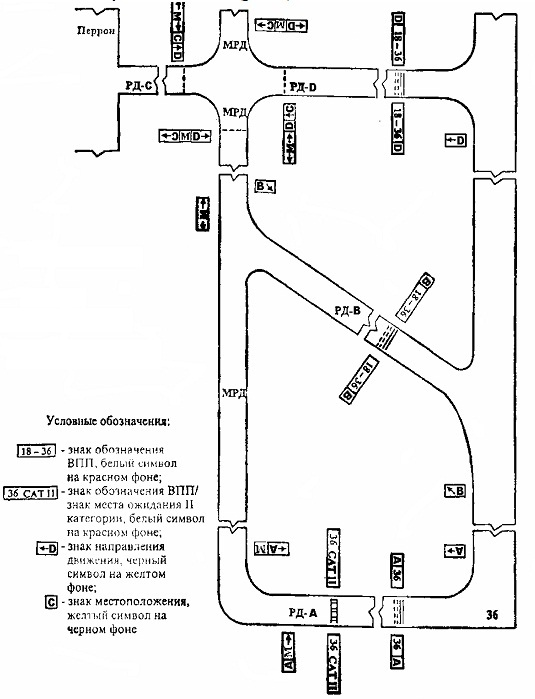 Перрон
МРД
←D|MC→
D|18-36
РД-C
РД-D
МРД
←C|M|D→
18-36|D
←D
B↘
РД-B
B|18-36
18-36|B
МРД
Условные обозначения:
18-36 - знак обозначения
ВПП, белый символ
на красном фоне;
36 CAT II - знак обозначения ВПП/
знак места ожидания II
категории, белый символ
на красном фоне;
←D - знак направления
движения, черный
символ на желтом
фоне;
C - знак местоположения,
желтый символ на
черном фоне
↖B
M|A→
36 CAT II
A|36
←A
РД-A
36
A|M→
36 CAT II
36|A